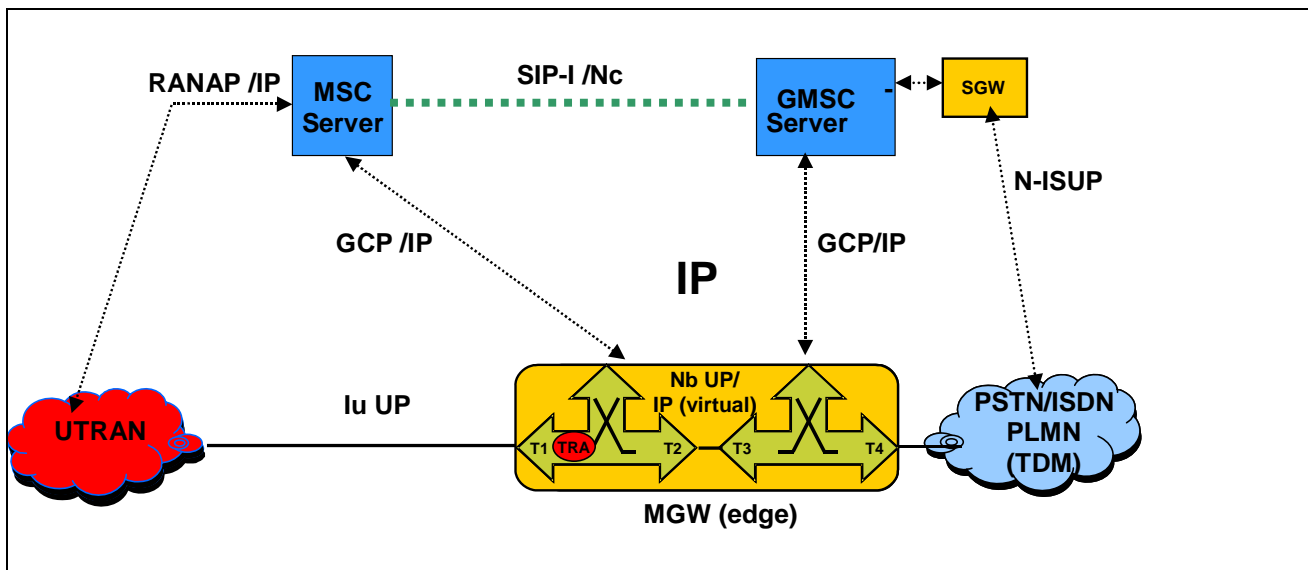 RANAP /IP
MSC
Server
SIP-I /Nc
GMSC
Server
-
SGW
N-ISUP
GCP /IP
GCP/IP
IP
Nb UP/
IP (virtual)
Iu UP
UTRAN
T1
TRA
T2
T3
T4
PSTN/ISDN
PLMN
(TDM)
MGW (edge)